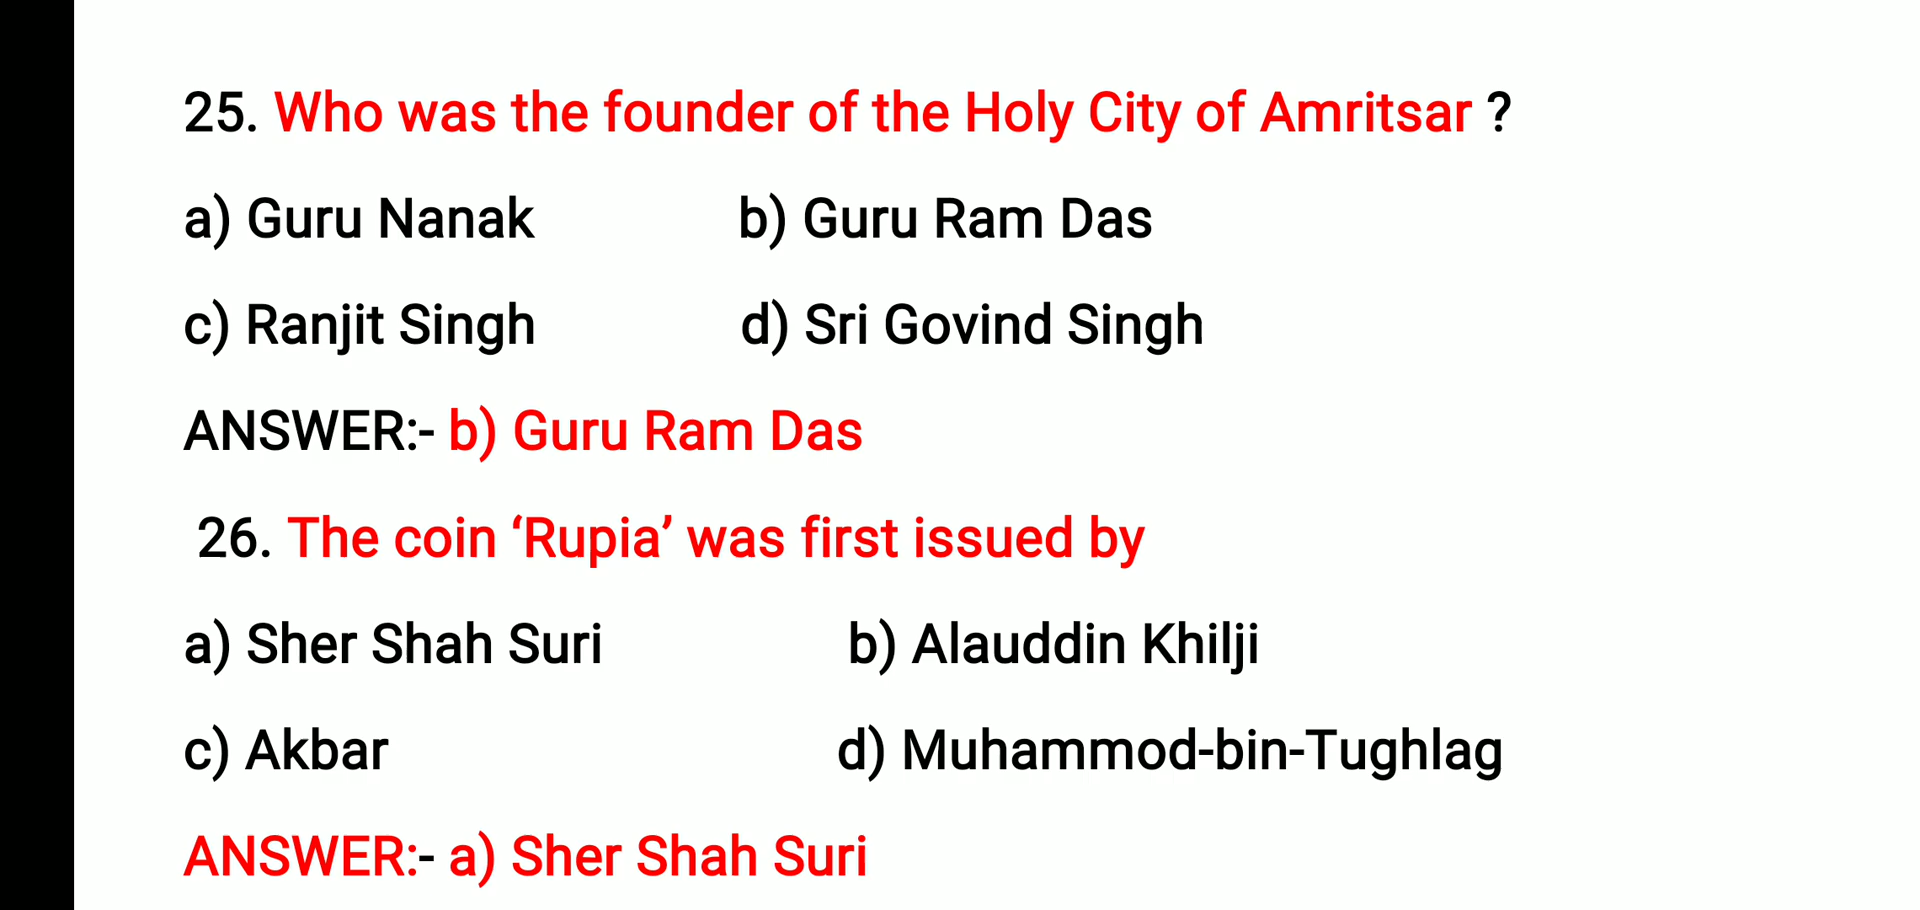 25. Who was the founder of the Holy City of Amritsar ?
a) Guru Nanak b) Guru Ram Das
c) Ranjit Singh d) Sri Govind Singh
ANSWER:- b) Guru Ram Das
26. The coin ‘Rupia’ was first issued by
a) Sher Shah Suri b) Alauddin Khilji
c) Akbar d) Muhammod-bin-Tughlag
ANSWER:- a) Sher Shah Suri